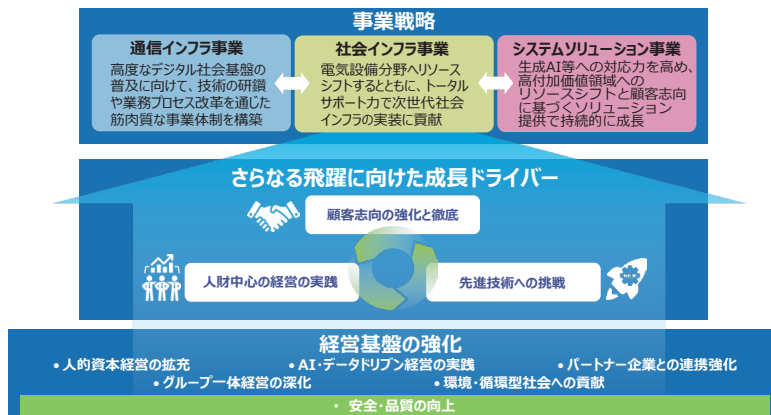 事業戦略
通信インフラ事業
高度なデジタル社会基盤の
普及に向けて、技術の研鑽
や業務プロセス改革を通じた
筋肉質な事業体制を構築
社会インフラ事業
電気設備分野へリソース
シフトするとともに、トータル
サポート力で次世代社会
インフラの実装に貢献
システムソリューション事業
生成AI等への対応力を高め、
高付加価値領域への
リソースシフトと顧客志向
に基づくソリューション
提供で持続的に成長
さらなる飛躍に向けた成長ドライバー
顧客志向の強化と徹底
人財中心の経営の実践
先進技術への挑戦
経営基盤の強化
• 人的資本経営の拡充
• AI・データドリブン経営の実践
• パートナー企業との連携強化
• グループ一体経営の深化
• 環境・循環型社会への貢献
• 安全・品質の向上